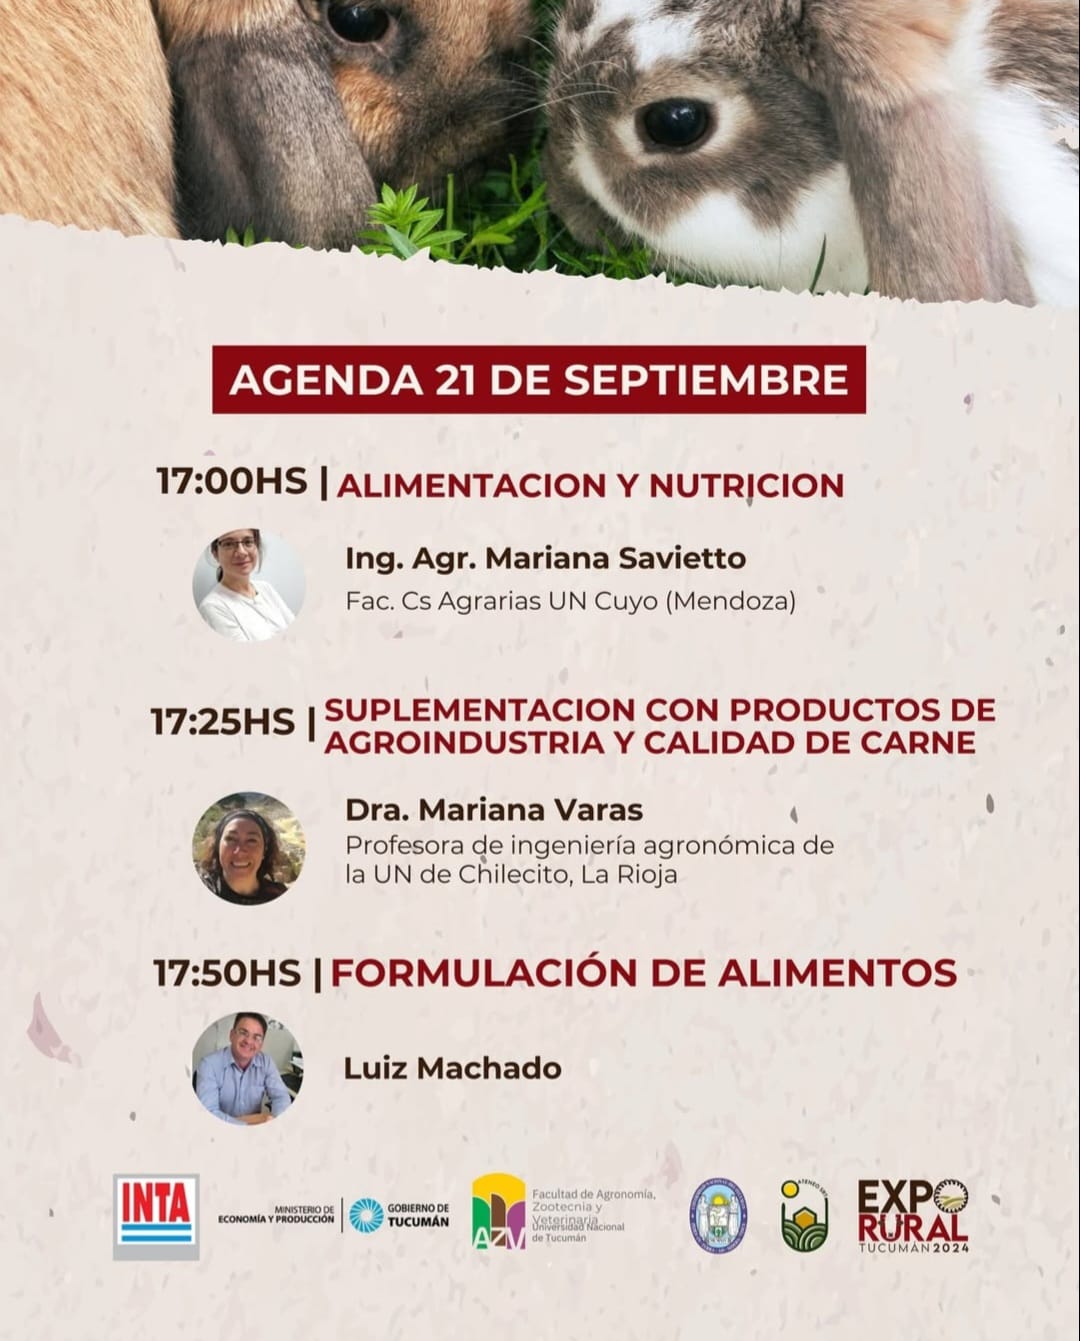 AGENDA 21 DE SEPTIEMBRE
17:00HS | ALIMENTACION Y NUTRICION
Ing. Agr. Mariana Savietto
Fac. Cs Agrarias UN Cuyo (Mendoza)
17:25HS | SUPLEMENTACION CON PRODUCTOS DE
AGROINDUSTRIA Y CALIDAD DE CARNE
Dra. Mariana Varas
Profesora de ingeniería agronómica de
la UN de Chilecito, La Rioja
17:50HS | FORMULACIÓN DE ALIMENTOS
Luiz Machado
INTA
MINISTERIO DE
ECONOMÍA Y PRODUCCIÓN
GOBIERNO DE
TUCUMÁN
AZV
Facultad de Agronomía,
Zootecnia y
Veterinaria
Universidad Nacional
de Tucumán
EXPO
RURAL
TUCUMÁN 2024